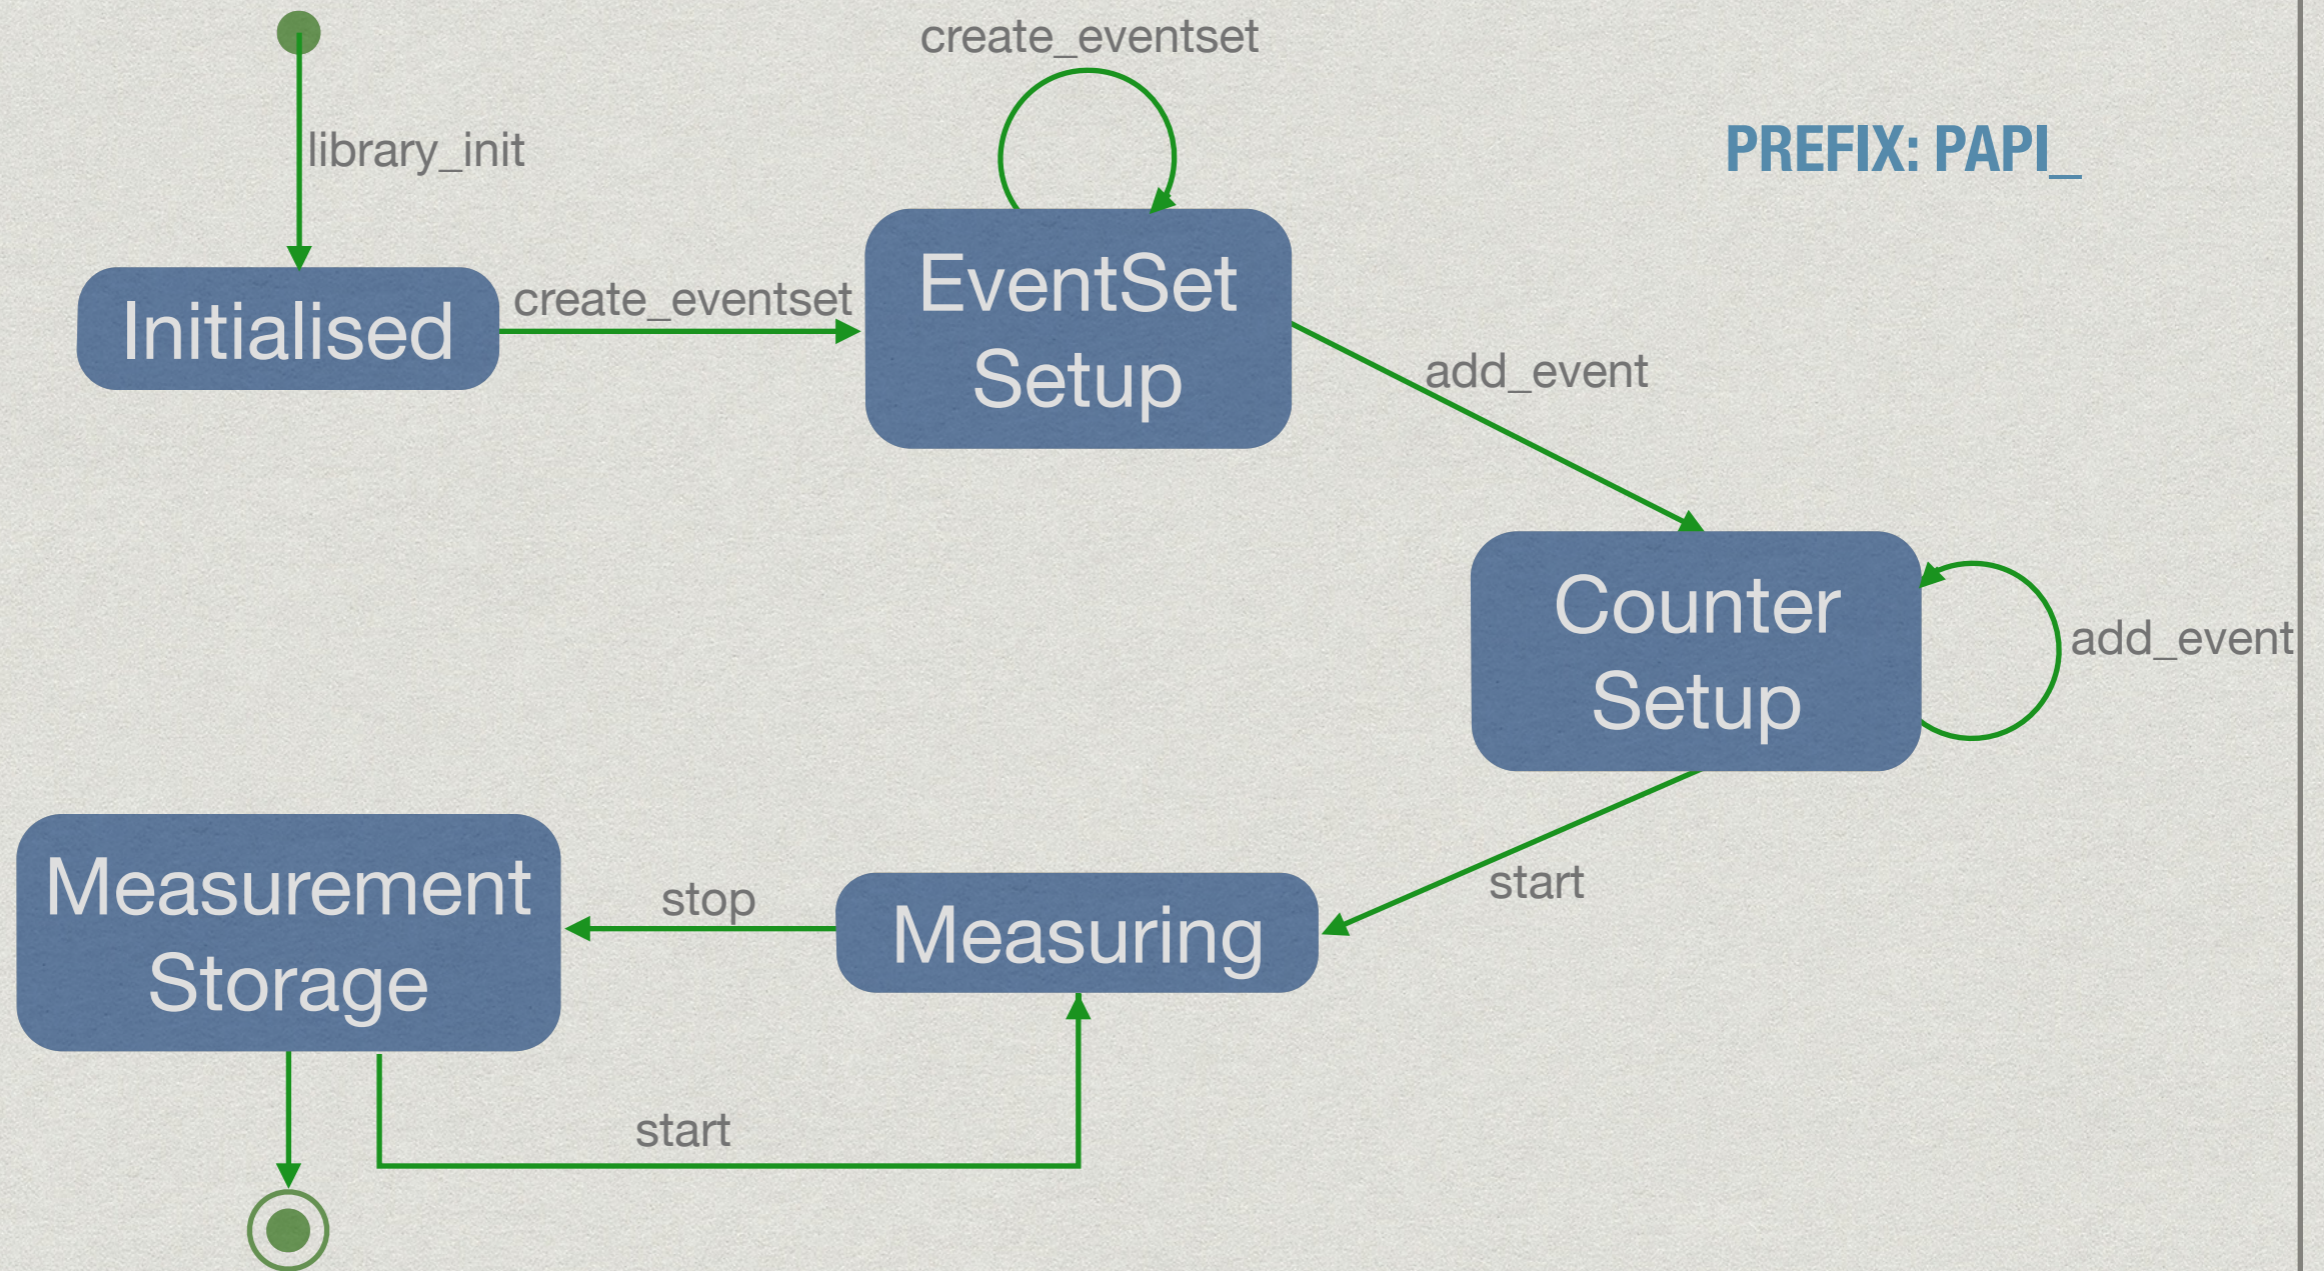 create_eventset
library_init
PREFIX: PAPI_
Initialised
create_eventset
EventSet
Setup
add_event
Counter
Setup
add_event
start
Measuring
stop
Measurement
Storage
start